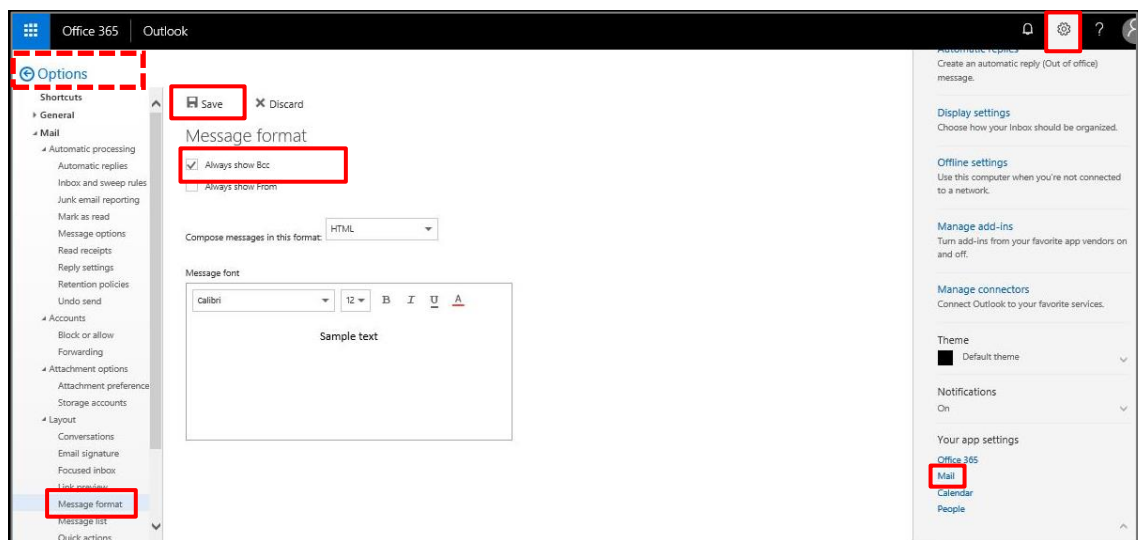 Office 365 Outlook ?
Options
Shortcuts
General
Mail
Automatic processing
Automatic replies
Inbox and sweep rules
Junk email reporting
Mark as read
Message options
Read receipts
Reply settings
Retention policies
Undo send
Accounts
Block or allow
Forwarding
Attachment options
Attachment preference
Storage accounts
Layout
Conversations
Email signature
Focused inbox
Link preview
Message format
Message list
Quick actions
Save Discard
Message format
Always show Bcc
Always show From
Compose messages in this format: HTML
Message font
Calibri 12 B I U A
Sample text
Automatic replies
Create an automatic reply (Out of office)
message.
Display settings
Choose how your Inbox should be organized.
Offline settings
Use this computer when you're not connected
to a network.
Manage add-ins
Turn add-ins from your favorite app vendors on
and off.
Manage connectors
Connect Outlook to your favorite services.
Theme
Default theme
Notifications
On
Your app settings
Office 365
Mail
Calendar
People